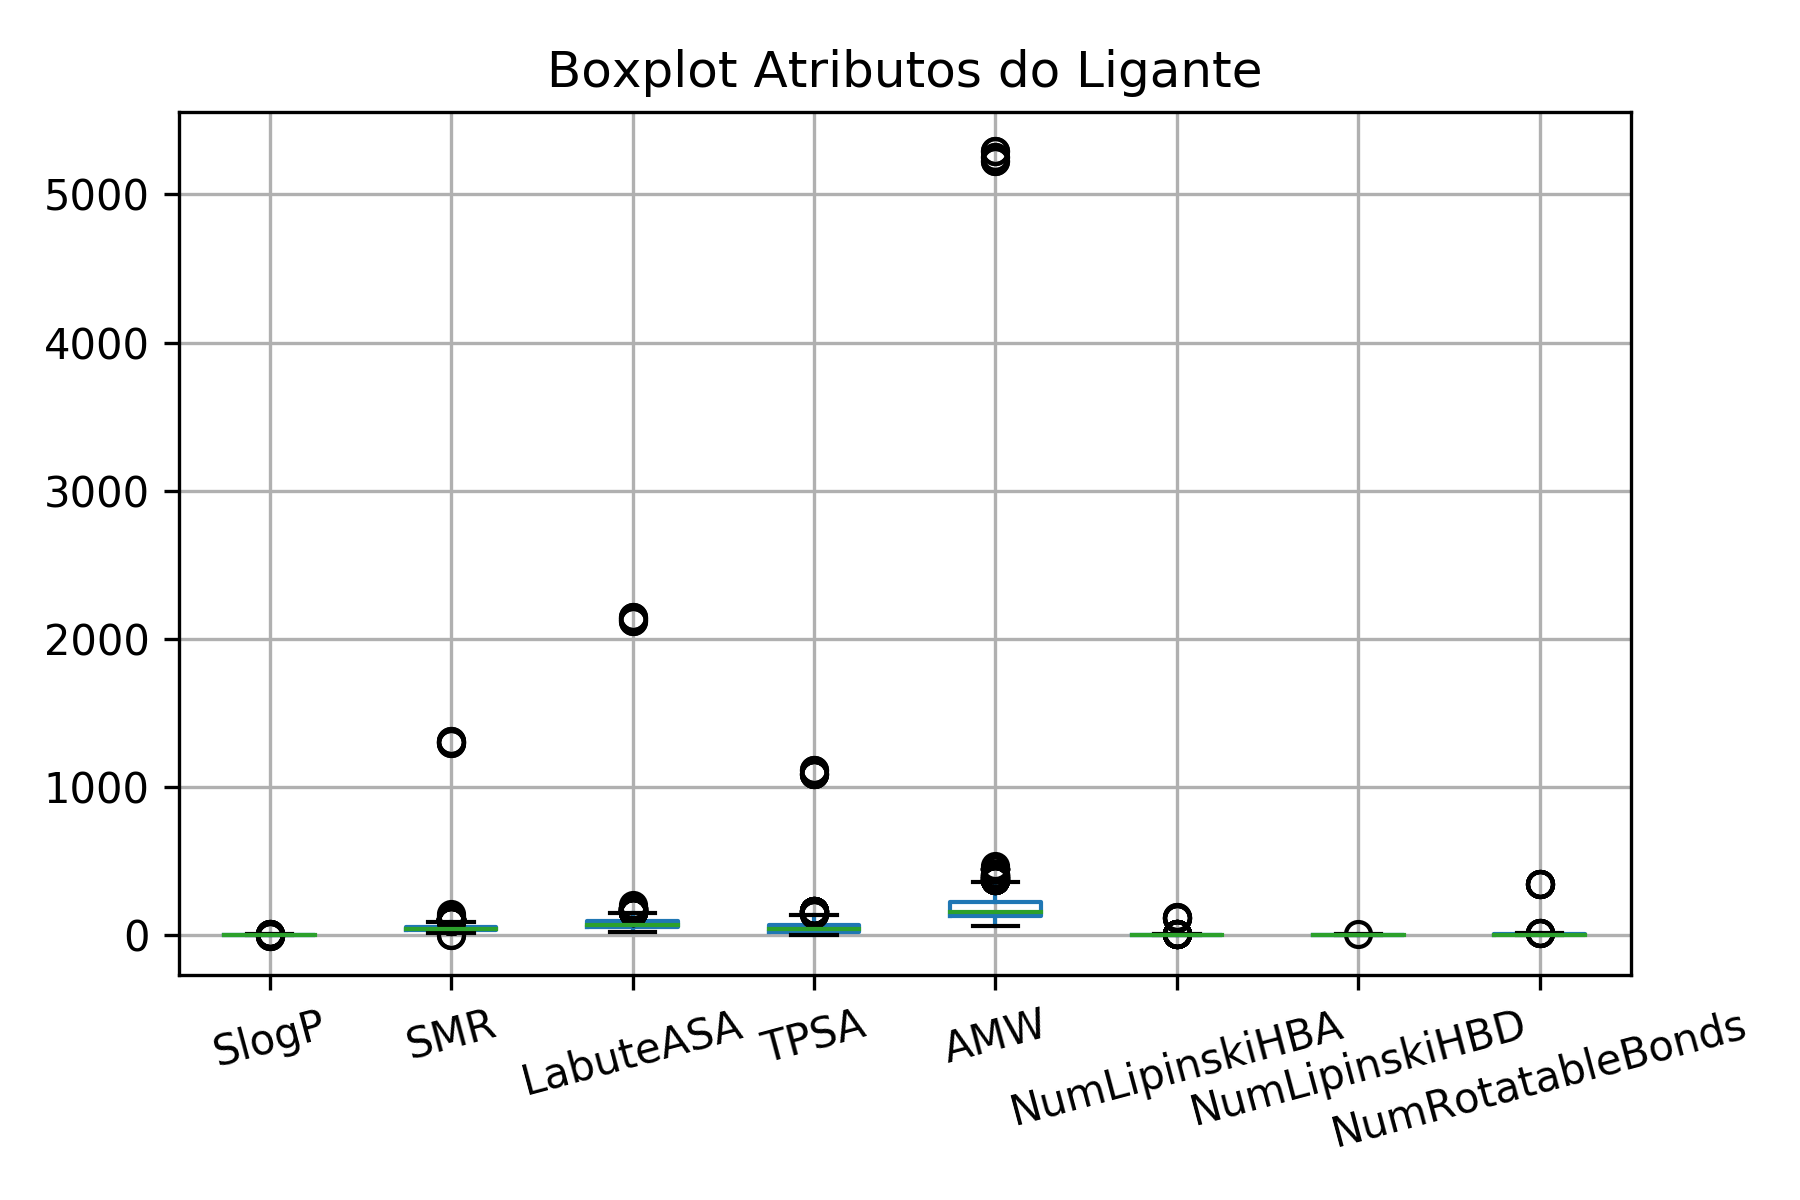 Boxplot Atributos do Ligante
5000
4000
3000
2000
1000
0
SlogP
SMR
LabuteASA
TPSA
AMW
NumLipinskiHBA
NumLipinskiHBD
NumRotatableBonds